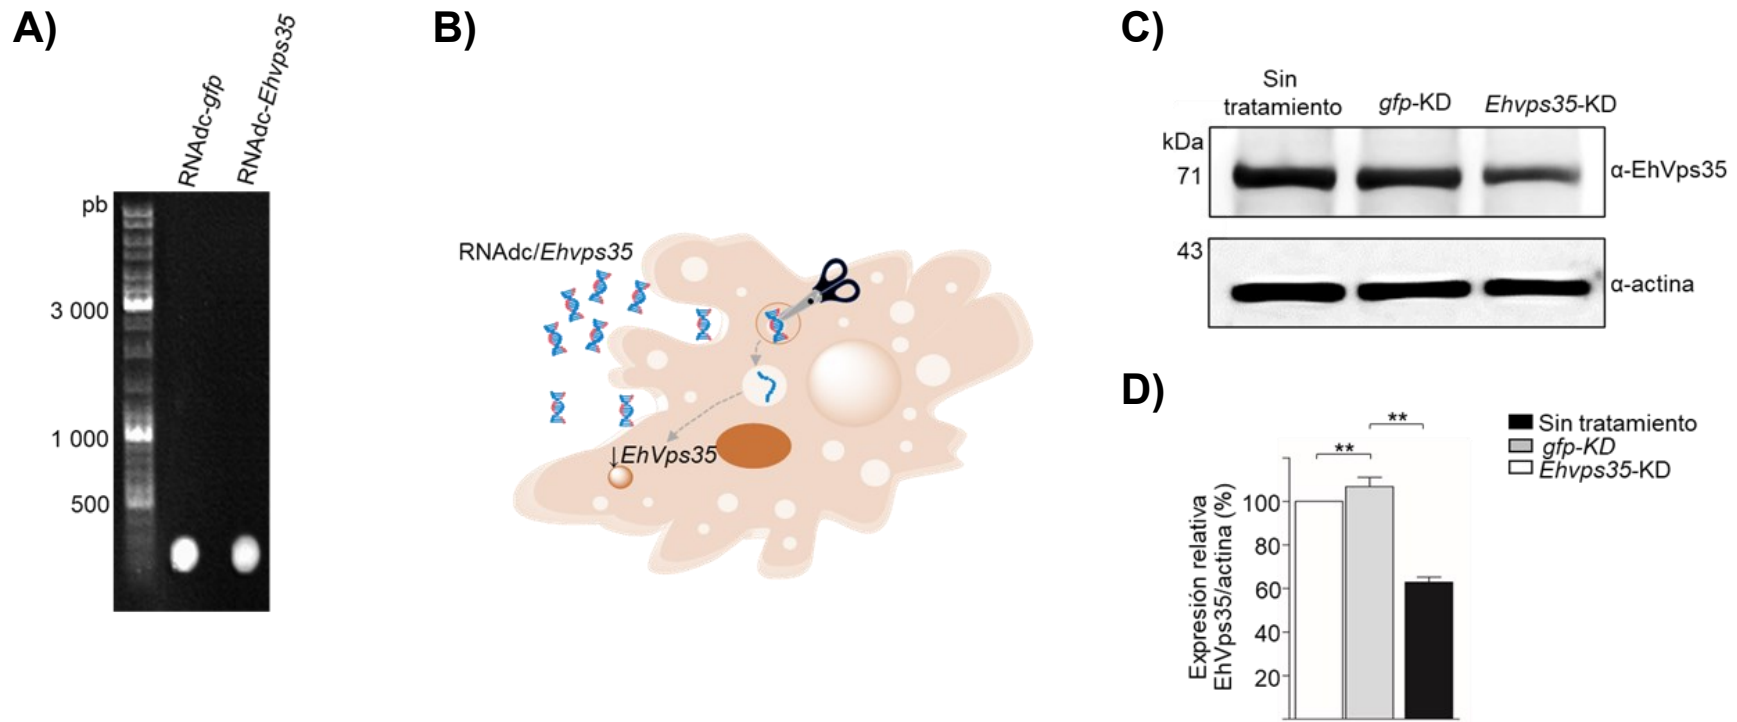 A)
RNAdc-gfp
RNAdc-Ehvps35
pb
3 000
1 000
500
B)
RNAdc/Ehvps35
↓EhVps35
C)
Sin
tratamiento
gfp-KD
Ehvps35-KD
kDa
71
α-EhVps35
43
α-actina
D)
**
**
Sin tratamiento
gfp-KD
Ehvps35-KD
Expresión relativa
EhVps35/actina (%)
100
80
60
40
20